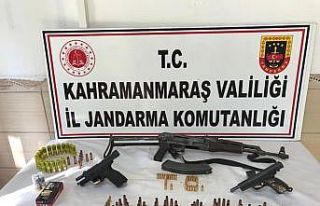 T.C.
KAHRAMANMARAŞ VALİLİĞİ
İL JANDARMA KOMUTANLIĞI